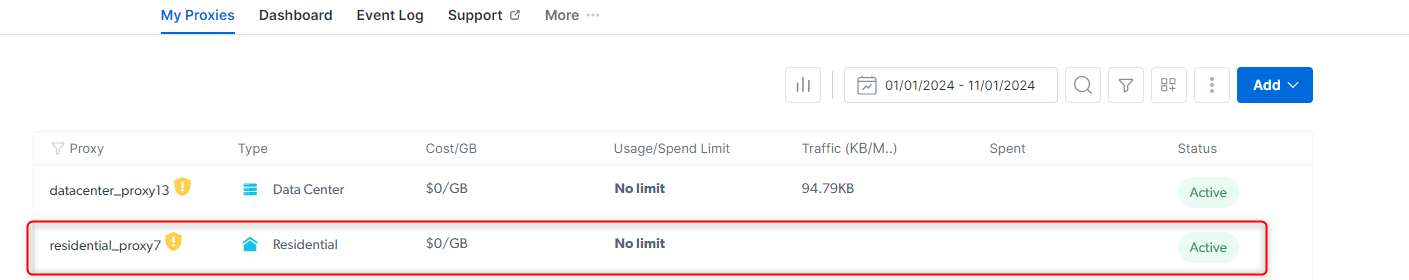 My Proxies Dashboard Event Log Support More ···
01/01/2024 - 11/01/2024 Add
Proxy Type Cost/GB Usage/Spend Limit Traffic (KB/M..) Spent Status
datacenter_proxy13 Data Center $0/GB No limit 94.79KB Active
residential_proxy7 Residential $0/GB No limit Active